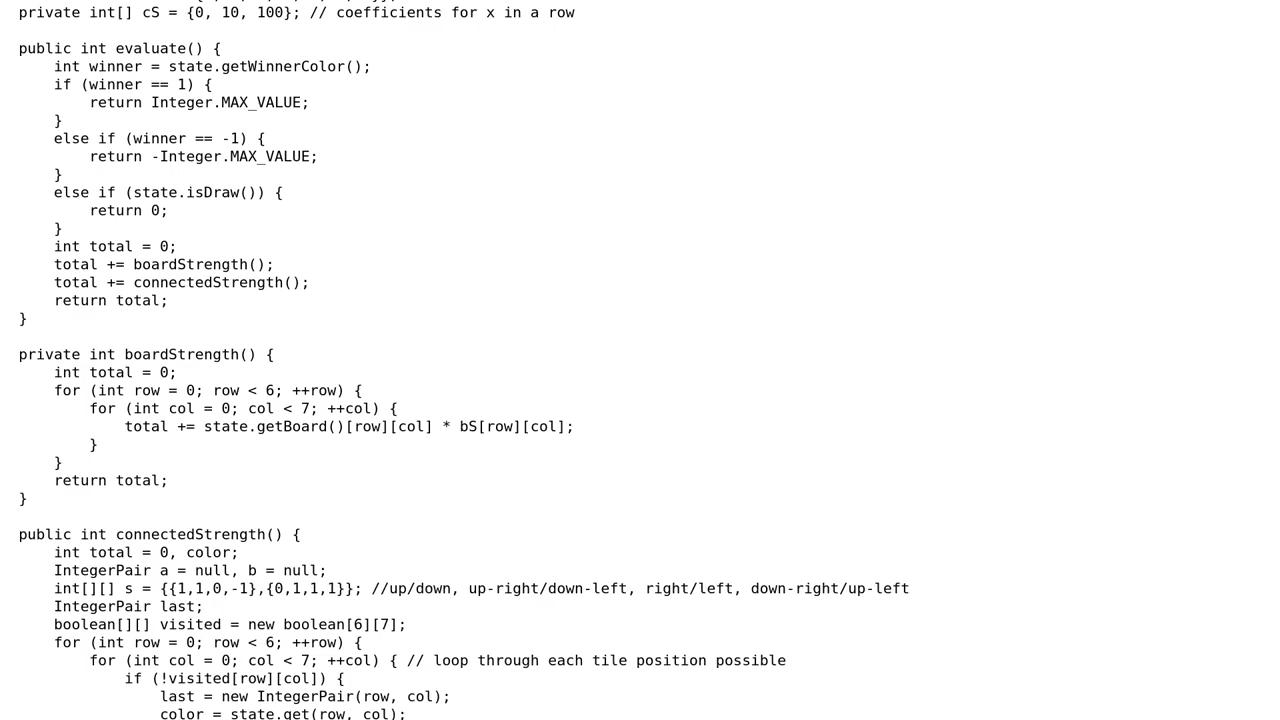 private int[] cS = {0, 10, 100}; // coefficients for x in a row
public int evaluate() {
int winner = state.getWinnerColor();
if (winner == 1) {
return Integer.MAX_VALUE;
}
else if (winner == -1) {
return -Integer.MAX_VALUE;
}
else if (state.isDraw()) {
return 0;
}
int total = 0;
total += boardStrength();
total += connectedStrength();
return total;
}
private int boardStrength() {
int total = 0;
for (int row = 0; row < 6; ++row) {
for (int col = 0; col < 7; ++col) {
total += state.getBoard()[row][col] * bS[row][col];
}
}
return total;
}
public int connectedStrength() {
int total = 0, color;
IntegerPair a = null, b = null;
int[][] s = {{1,1,0,-1},{0,1,1,1}}; //up/down, up-right/down-left, right/left, down-right/up-left
IntegerPair last;
boolean[][] visited = new boolean[6][7];
for (int row = 0; row < 6; ++row) {
for (int col = 0; col < 7; ++col) { // loop through each tile position possible
if (!visited[row][col]) {
last = new IntegerPair(row, col);
color = state.get(row, col);